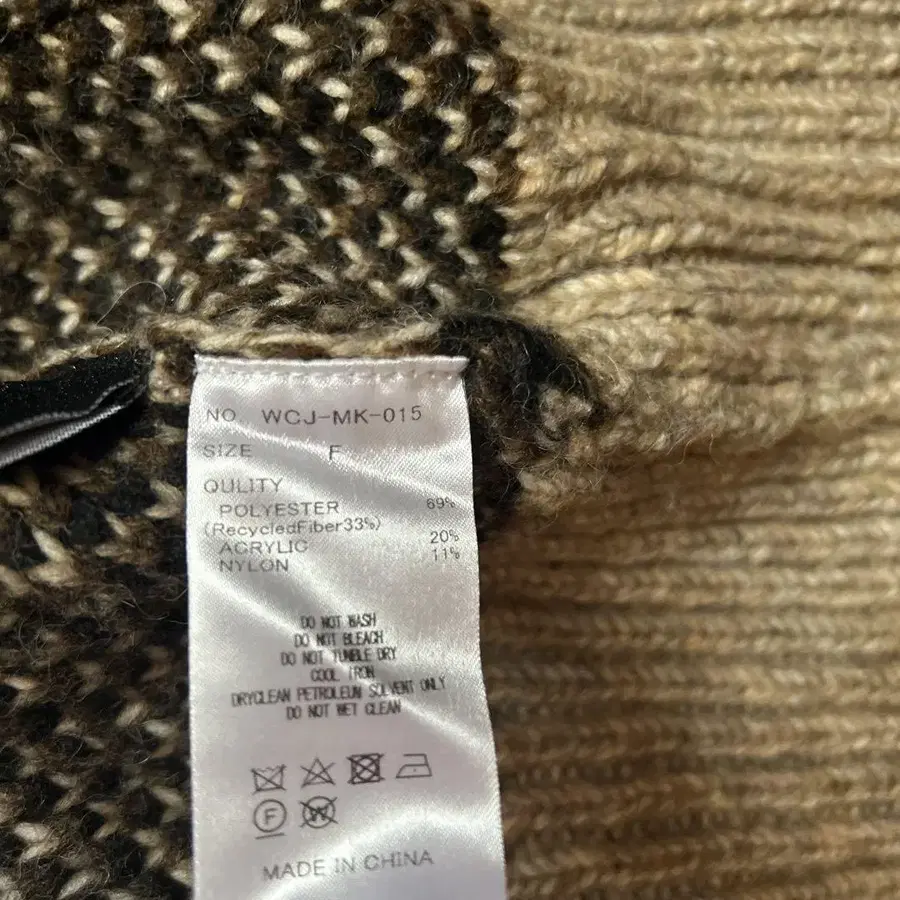 NO. WCJ-MK-015
SIZE F
QULITY
POLYESTER 69%
(RecycledFiber33%)
ACRYLIC 20%
NYLON 11%
DO NOT WASH
DO NOT BLEACH
DO NOT TUMBLE DRY
COOL IRON
DRYCLEAN PETROLEUM SOLVENT ONLY
DO NOT WET CLEAN
F W
MADE IN CHINA